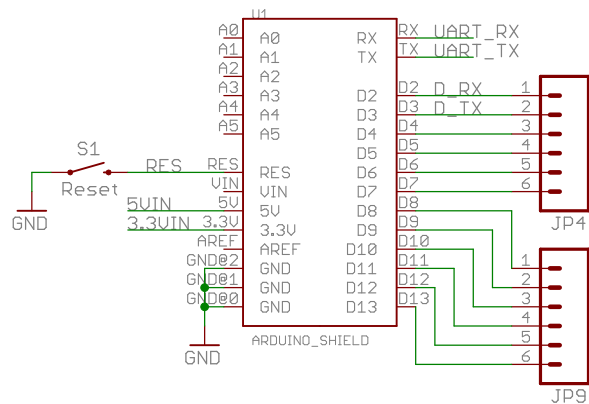 U1
A0 A0 RX RX UART_RX
A1 A1 TX TX UART_TX
A2 A2
A3 A3 D2 D2 D_RX 1
A4 A4 D3 D3 D_TX 2
A5 A5 D4 D4 3
D5 D5 4
S1 RES RES RES D6 D6 5
Reset VIN VIN D7 D7 6
5VIN 5V 5V D8 D8
GND 3.3VIN 3.3V 3.3V D9 D9 JP4
AREF AREF D10 D10
GND@2 GND D11 D11 1
GND@1 GND D12 D12 2
GND@0 GND D13 D13 3
4
GND ARDUINO_SHIELD 5
6
JP9